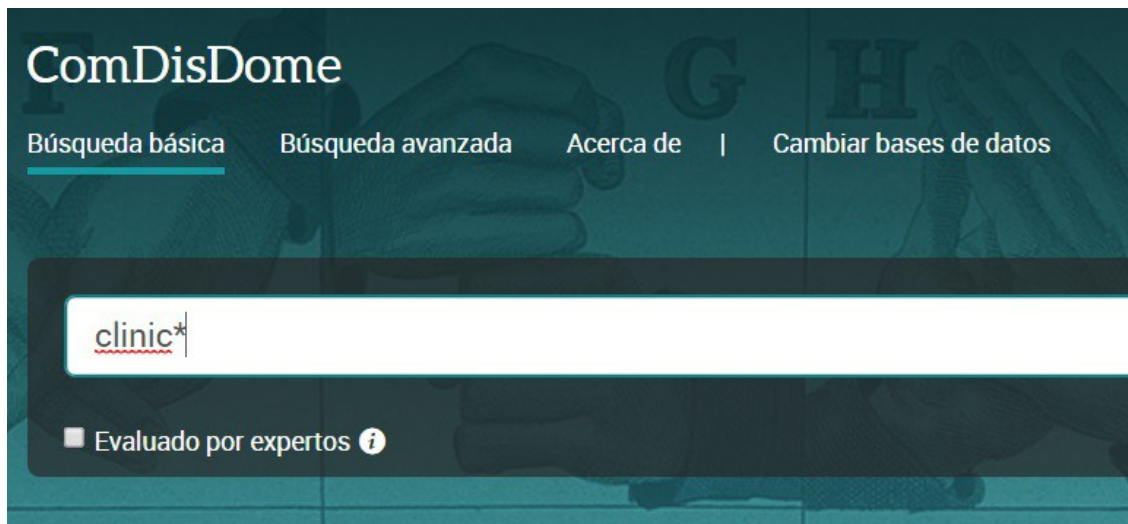 F G H
ComDisDome
Búsqueda básica Búsqueda avanzada Acerca de | Cambiar bases de datos
clinic*
Evaluado por expertos i